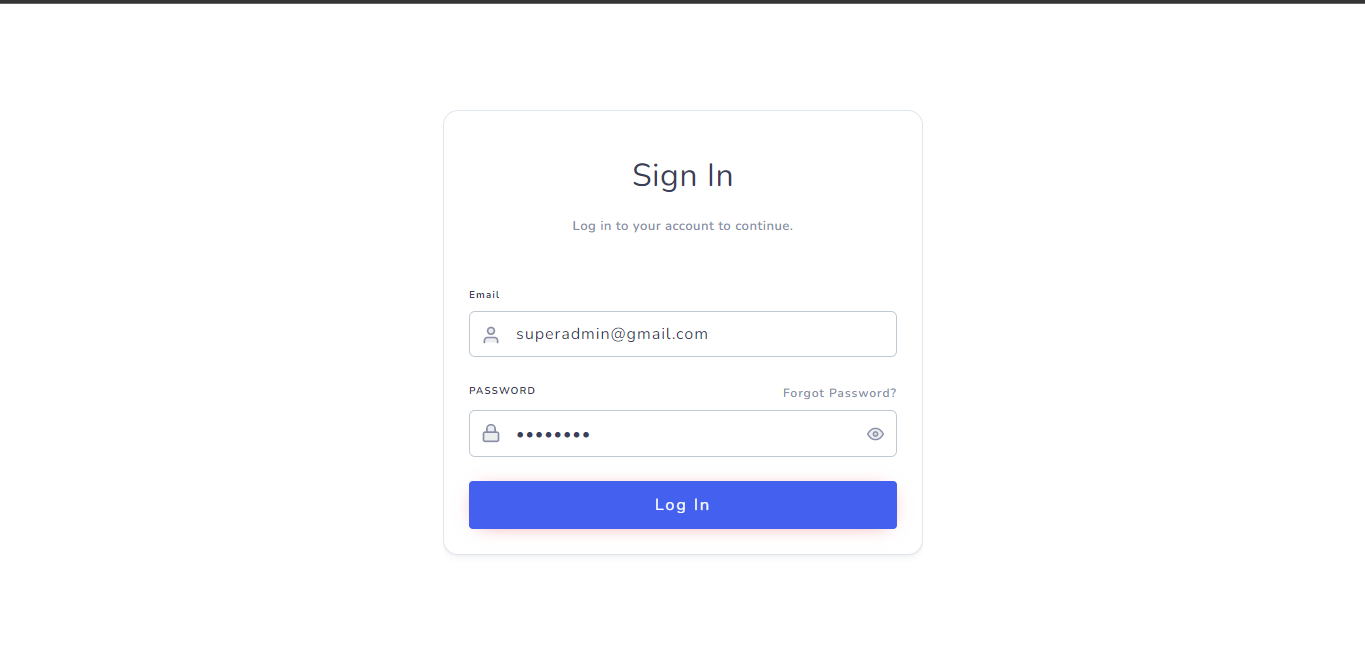 Sign In
Log in to your account to continue.
Email
superadmin@gmail.com
PASSWORD Forgot Password?
••••••••
Log In